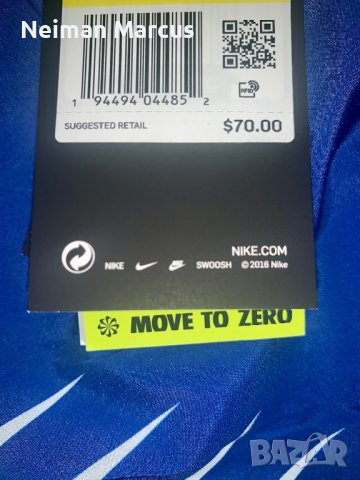 Neiman Marcus
1 94494 04485 2
RFID
SUGGESTED RETAIL $70.00
NIKE.COM
NIKE SWOOSH © 2016 Nike
MOVE TO ZERO
BAZAR